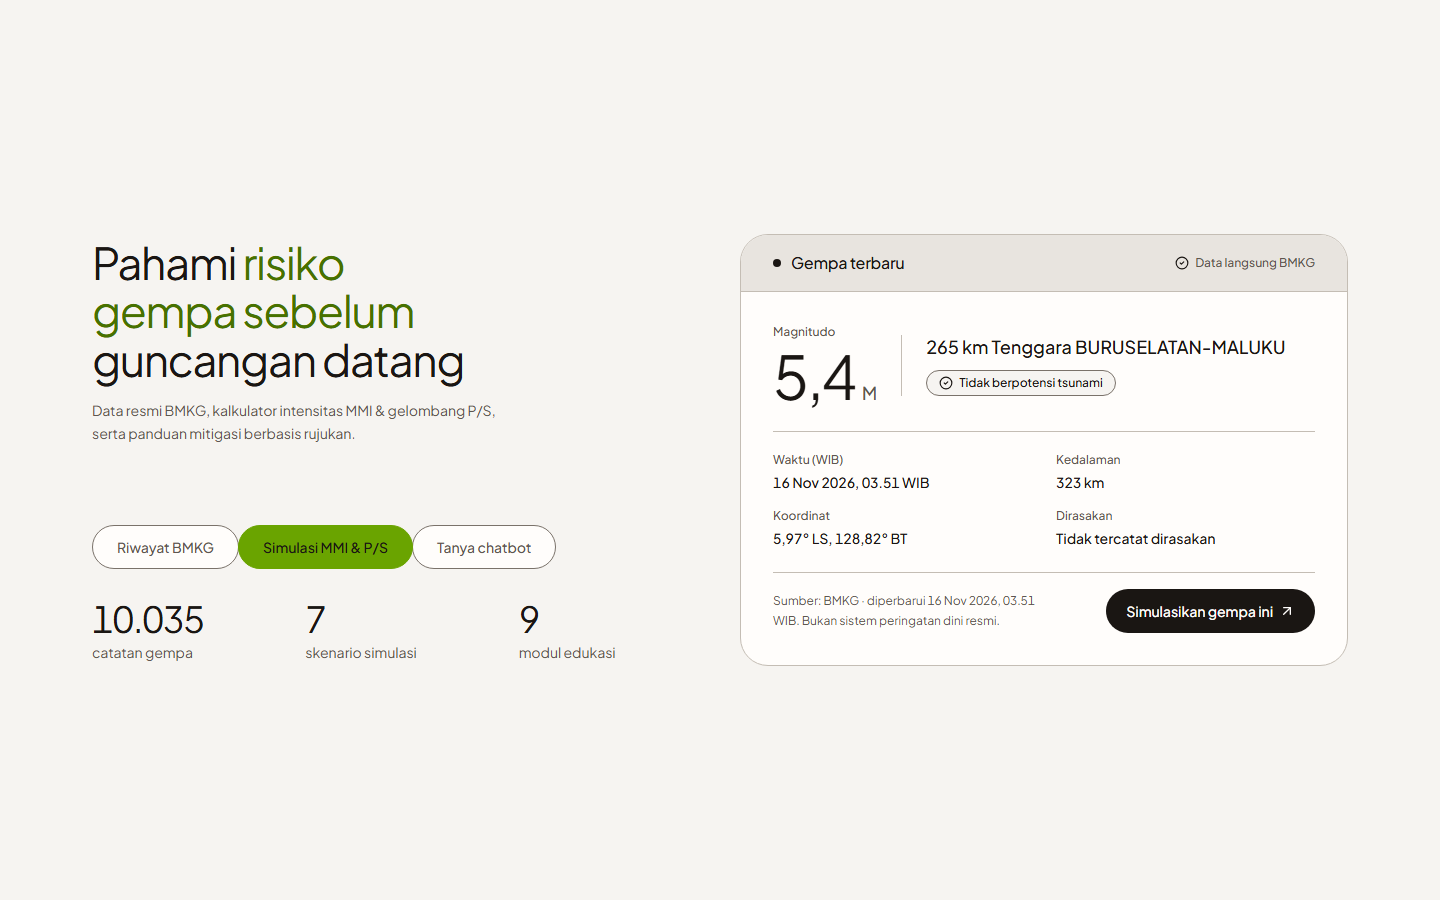 Pahami risiko
gempa sebelum
guncangan datang
Data resmi BMKG, kalkulator intensitas MMI & gelombang P/S,
serta panduan mitigasi berbasis rujukan.
Riwayat BMKG
Simulasi MMI & P/S
Tanya chatbot
10.035
catatan gempa
7
skenario simulasi
9
modul edukasi
Gempa terbaru
Data langsung BMKG
Magnitudo
5,4 M
265 km Tenggara BURUSELATAN-MALUKU
Tidak berpotensi tsunami
Waktu (WIB)
16 Nov 2026, 03.51 WIB
Kedalaman
323 km
Koordinat
5,97° LS, 128,82° BT
Dirasakan
Tidak tercatat dirasakan
Sumber: BMKG · diperbarui 16 Nov 2026, 03.51
WIB. Bukan sistem peringatan dini resmi.
Simulasikan gempa ini